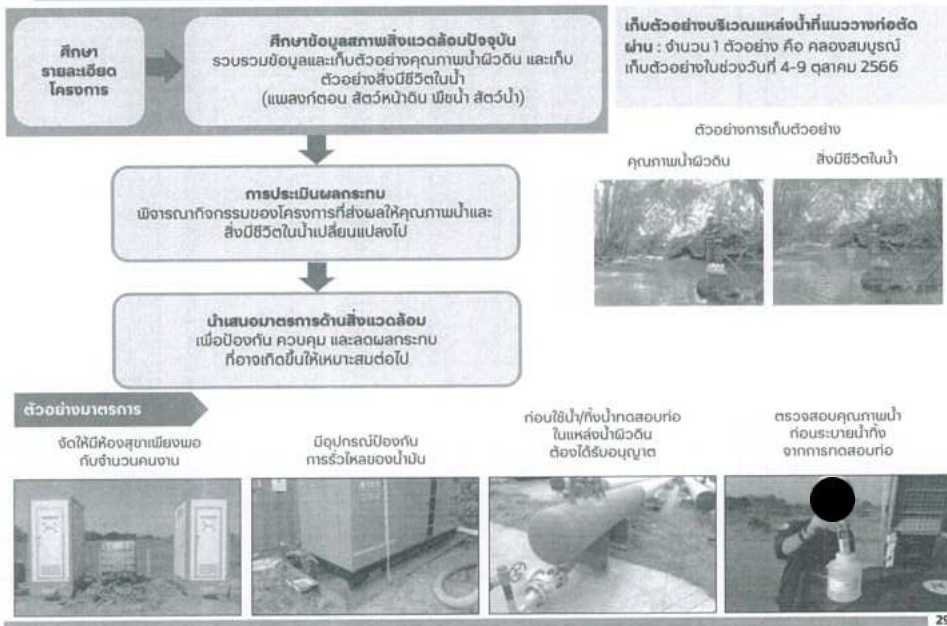 ศึกษา
รายละเอียด
โครงการ
ศึกษาข้อมูลสภาพสิ่งแวดล้อมปัจจุบัน
รวบรวมข้อมูลและเก็บตัวอย่างคุณภาพน้ำผิวดิน และเก็บ
ตัวอย่างสิ่งมีชีวิตในน้ำ
(แพลงก์ตอน สัตว์หน้าดิน พืชน้ำ สัตว์น้ำ)
เก็บตัวอย่างบริเวณแหล่งน้ำที่แนววางท่อตัด
ผ่าน : จำนวน 1 ตัวอย่าง คือ คลองสมบูรณ์
เก็บตัวอย่างในช่วงวันที่ 4-9 ตุลาคม 2566
ตัวอย่างการเก็บตัวอย่าง
คุณภาพน้ำผิวดิน
สิ่งมีชีวิตในน้ำ
การประเมินผลกระทบ
พิจารณากิจกรรมของโครงการที่ส่งผลให้คุณภาพน้ำและ
สิ่งมีชีวิตในน้ำเปลี่ยนแปลงไป
นำเสนอมาตรการด้านสิ่งแวดล้อม
เพื่อป้องกัน ควบคุม และลดผลกระทบ
ที่อาจเกิดขึ้นให้เหมาะสมต่อไป
ตัวอย่างมาตรการ
จัดให้มีห้องสุขาเพียงพอ
กับจำนวนคนงาน
มีอุปกรณ์ป้องกัน
การรั่วไหลของน้ำมัน
ก่อนใช้น้ำ/ทิ้งน้ำทดสอบท่อ
ในแหล่งน้ำผิวดิน
ต้องได้รับอนุญาต
ตรวจสอบคุณภาพน้ำ
ก่อนระบายน้ำทิ้ง
จากการทดสอบท่อ
29